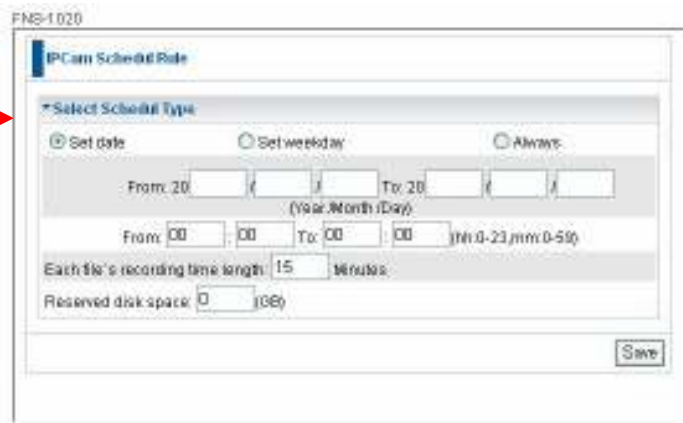 FNS-1020
IPCam Schedul Rule
Select Schedul Type
Set date Set weekday Always
From: 20 / / To: 20 / /
(Year /Month /Day)
From: 00 : 00 To: 00 : 00 (hh:0-23,mm:0-59)
Each file's recording time length: 15 Minutes
Reserved disk space: 0 (GB)
Save